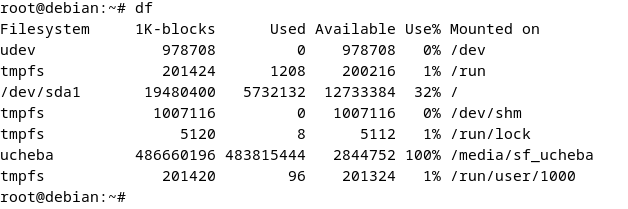 root@debian:~# df
Filesystem     1K-blocks      Used Available Use% Mounted on
udev              978708         0    978708   0% /dev
tmpfs             201424      1208    200216   1% /run
/dev/sda1       19480400   5732132  12733384  32% /
tmpfs            1007116         0   1007116   0% /dev/shm
tmpfs               5120         8      5112   1% /run/lock
ucheba         486660196 483815444   2844752 100% /media/sf_ucheba
tmpfs             201420        96    201324   1% /run/user/1000
root@debian:~#